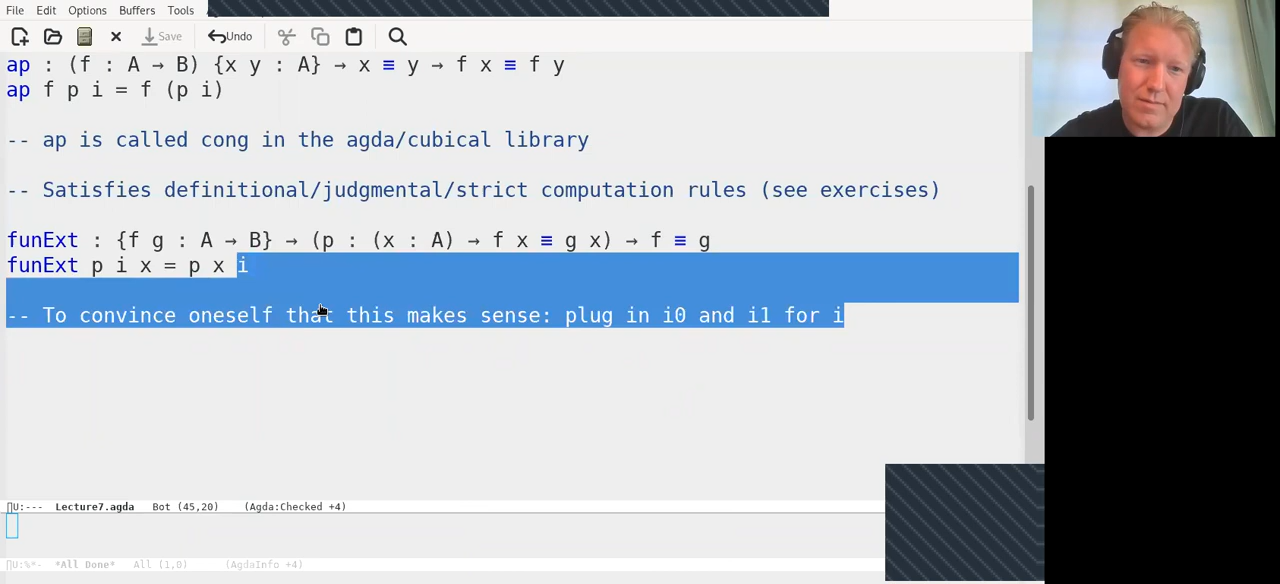 File Edit Options Buffers Tools
Save Undo
ap : (f : A → B) {x y : A} → x ≡ y → f x ≡ f y
ap f p i = f (p i)
-- ap is called cong in the agda/cubical library
-- Satisfies definitional/judgmental/strict computation rules (see exercises)
funExt : {f g : A → B} → (p : (x : A) → f x ≡ g x) → f ≡ g
funExt p i x = p x i
-- To convince oneself that this makes sense: plug in i0 and i1 for i
U:--- Lecture7.agda Bot (45,20) (Agda:Checked +4)
U:%*- *All Done* All (1,0) (AgdaInfo +4)